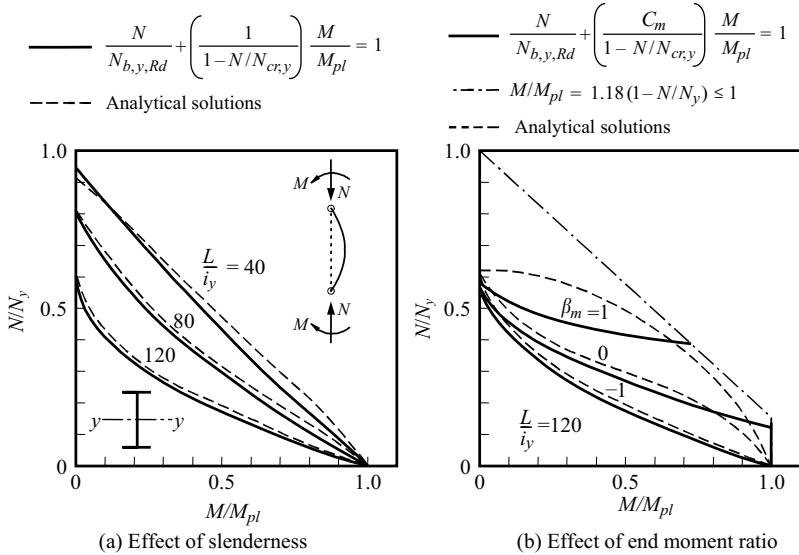 N/N_{b,y,Rd} + (1/(1−N/N_{cr,y})) M/M_{pl} = 1
Analytical solutions
1.0
0.5
0
N/N_y
M
N
L/i_y = 40
80
120
N
M
y
y
0
0.5
1.0
M/M_{pl}
(a) Effect of slenderness
N/N_{b,y,Rd} + (C_m/(1−N/N_{cr,y})) M/M_{pl} = 1
M/M_{pl} = 1.18 (1−N/N_y) ≤ 1
Analytical solutions
1.0
0.5
0
N/N_y
β_m=1
0
−1
L/i_y =120
0
0.5
1.0
M/M_{pl}
(b) Effect of end moment ratio